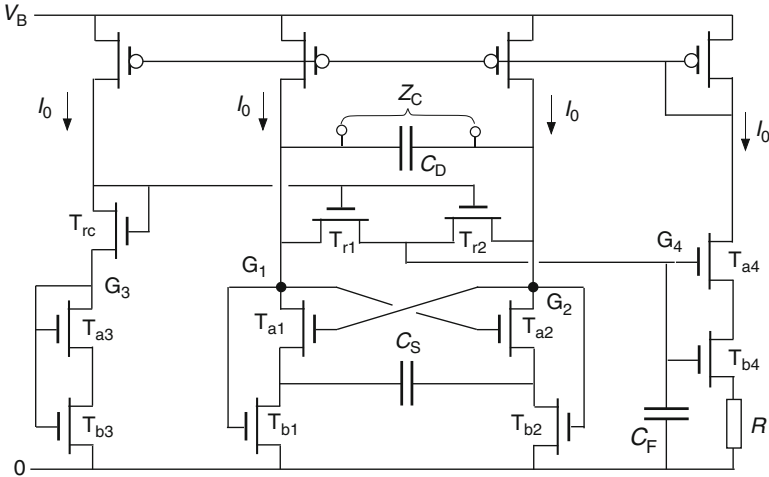 V_B
I_0
I_0
Z_C
I_0
I_0
C_D
T_rc
T_r1
T_r2
G_4
T_a4
G_1
G_3
G_2
T_a3
T_a1
T_a2
C_S
T_b4
T_b3
T_b1
T_b2
C_F
R
0